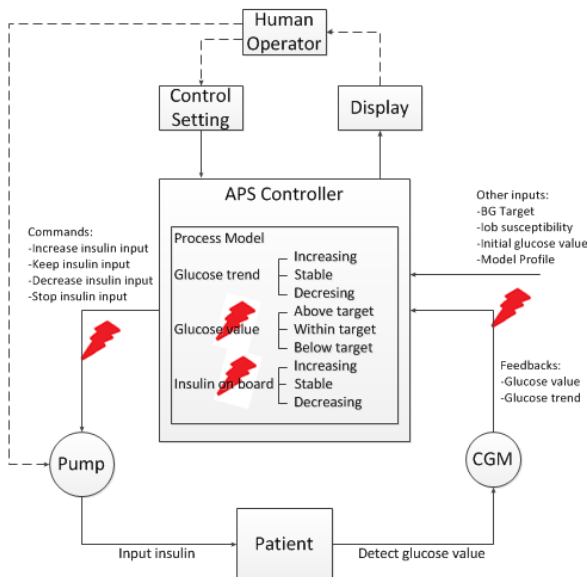 Human
Operator
Control
Setting
Display
APS Controller
Other inputs:
-BG Target
-Iob susceptibility
-Initial glucose value
-Model Profile
Commands:
-Increase insulin input
-Keep insulin input
-Decrease insulin input
-Stop insulin input
Process Model
Glucose trend
Increasing
Stable
Decresing
Glucose value
Above target
Within target
Below target
Insulin on board
Increasing
Stable
Decreasing
Feedbacks:
-Glucose value
-Glucose trend
Pump
CGM
Patient
Input insulin
Detect glucose value